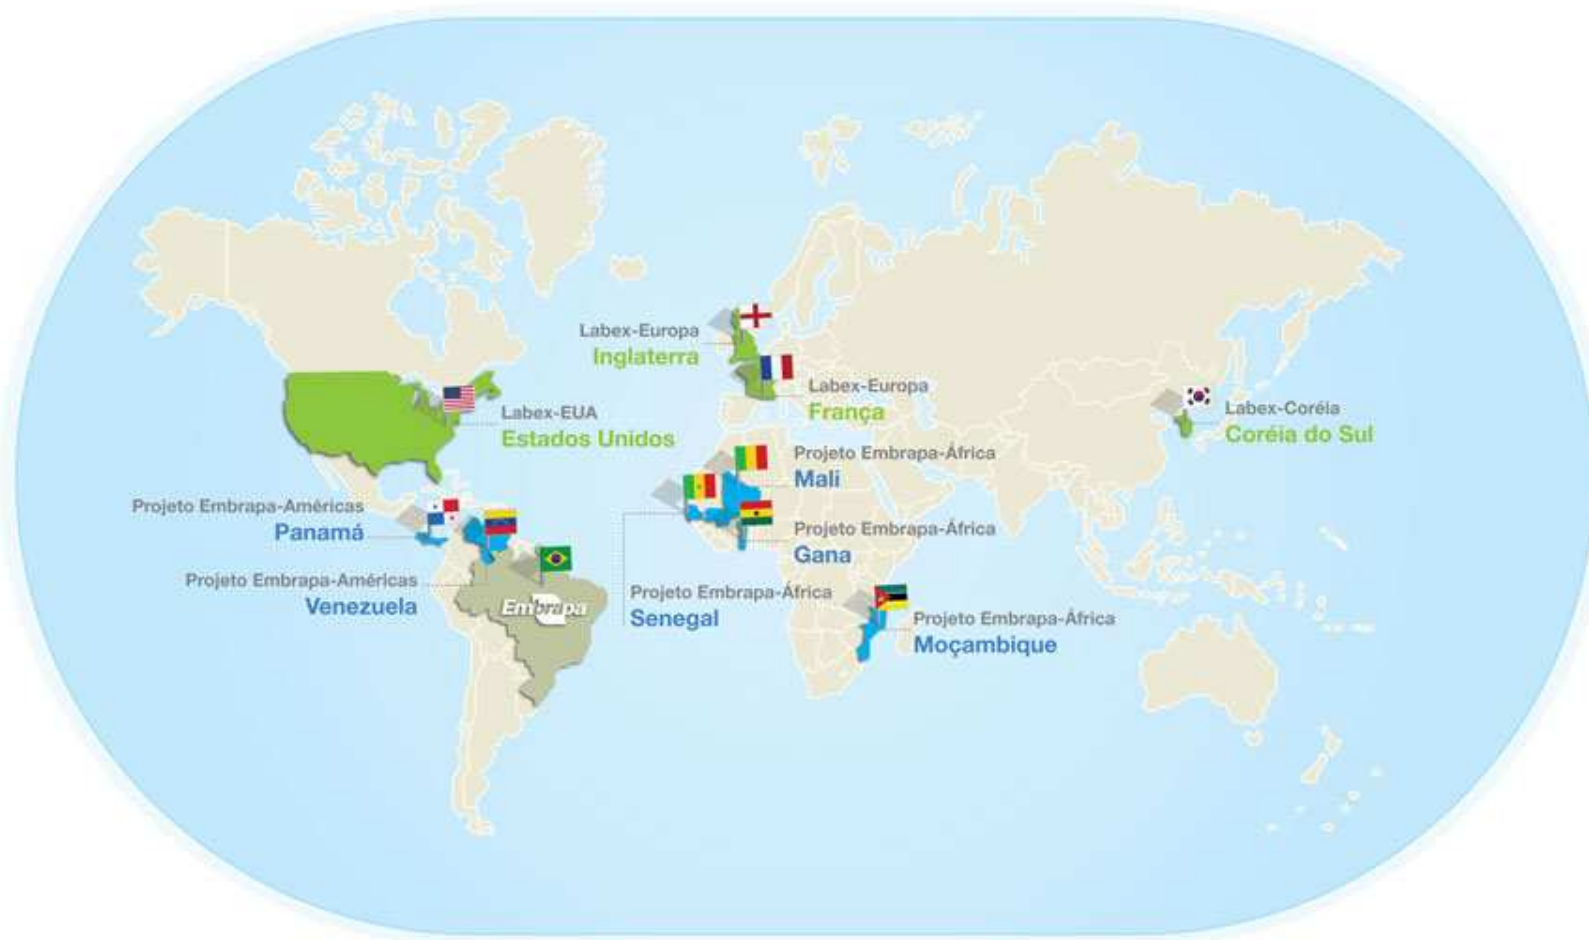 Labex-Europa
Inglaterra
Labex-Europa
França
Labex-EUA
Estados Unidos
Labex-Coréia
Coréia do Sul
Projeto Embrapa-África
Mali
Projeto Embrapa-Américas
Panamá
Projeto Embrapa-África
Gana
Projeto Embrapa-Américas
Venezuela
Embrapa
Projeto Embrapa-África
Senegal
Projeto Embrapa-África
Moçambique